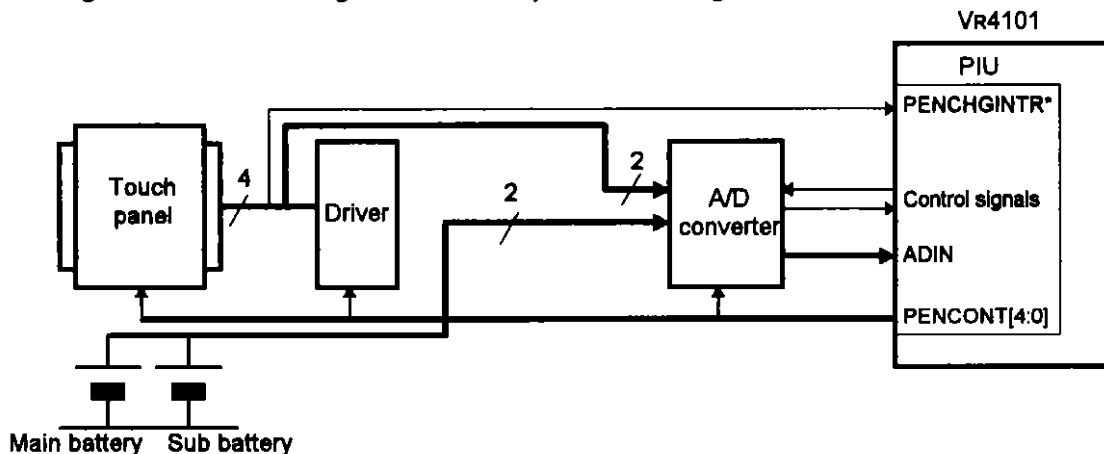 VR4101
PIU
PENCHGINTR*
4
2
2
Touch
panel
Driver
A/D
converter
Control signals
ADIN
PENCONT[4:0]
Main battery
Sub battery